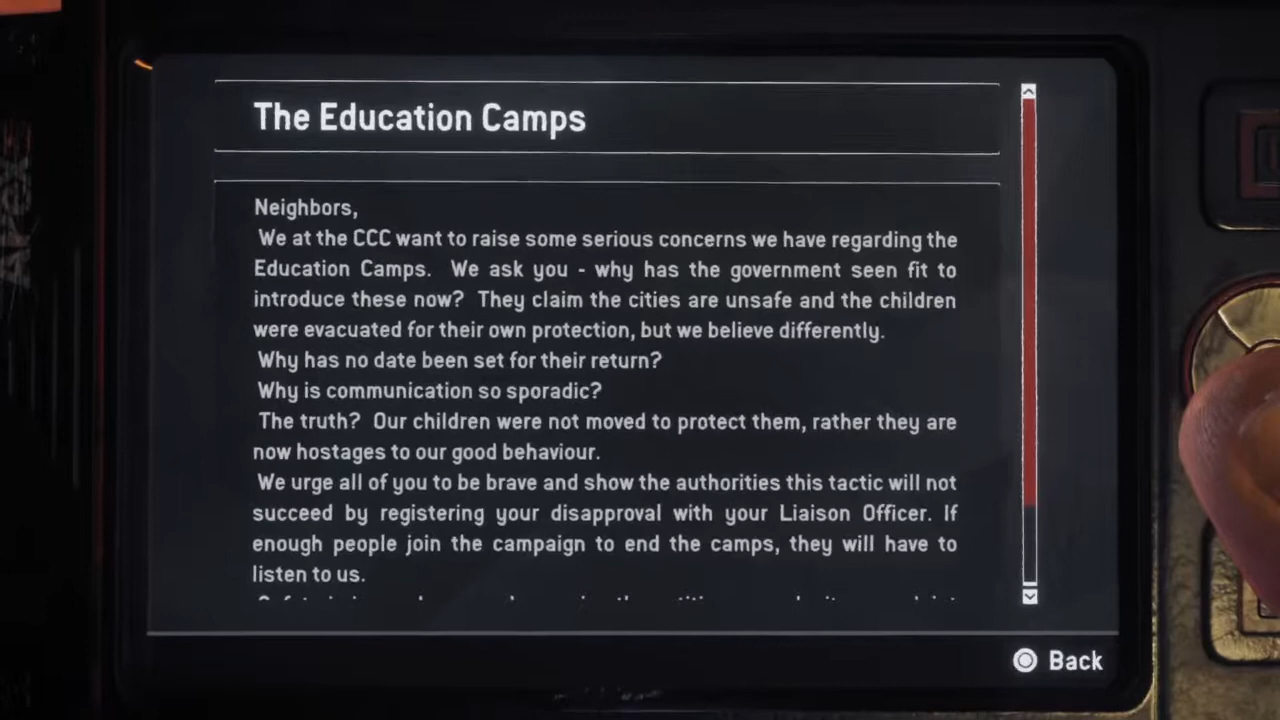 The Education Camps
Neighbors,
We at the CCC want to raise some serious concerns we have regarding the
Education Camps. We ask you - why has the government seen fit to
introduce these now? They claim the cities are unsafe and the children
were evacuated for their own protection, but we believe differently.
Why has no date been set for their return?
Why is communication so sporadic?
The truth? Our children were not moved to protect them, rather they are
now hostages to our good behaviour.
We urge all of you to be brave and show the authorities this tactic will not
succeed by registering your disapproval with your Liaison Officer. If
enough people join the campaign to end the camps, they will have to
listen to us.
Back